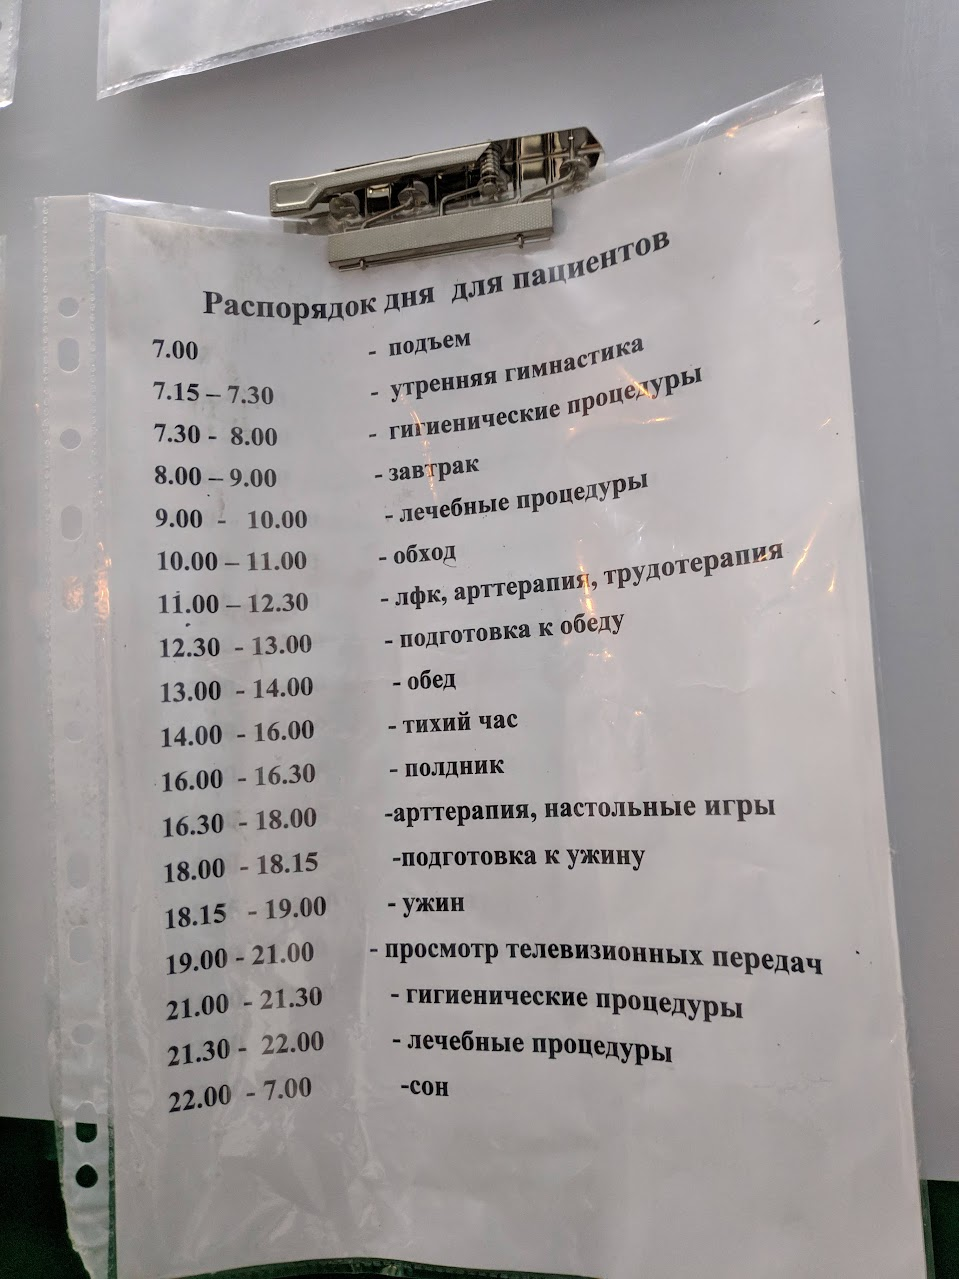 Распорядок дня для пациентов
7.00 - подъем
7.15 – 7.30 - утренняя гимнастика
7.30 - 8.00 - гигиенические процедуры
8.00 – 9.00 - завтрак
9.00 - 10.00 - лечебные процедуры
10.00 – 11.00 - обход
11.00 – 12.30 - лфк, арттерапия, трудотерапия
12.30 - 13.00 - подготовка к обеду
13.00 - 14.00 - обед
14.00 - 16.00 - тихий час
16.00 - 16.30 - полдник
16.30 - 18.00 -арттерапия, настольные игры
18.00 - 18.15 -подготовка к ужину
18.15 - 19.00 - ужин
19.00 - 21.00 - просмотр телевизионных передач
21.00 - 21.30 - гигиенические процедуры
21.30 - 22.00 - лечебные процедуры
22.00 - 7.00 -сон